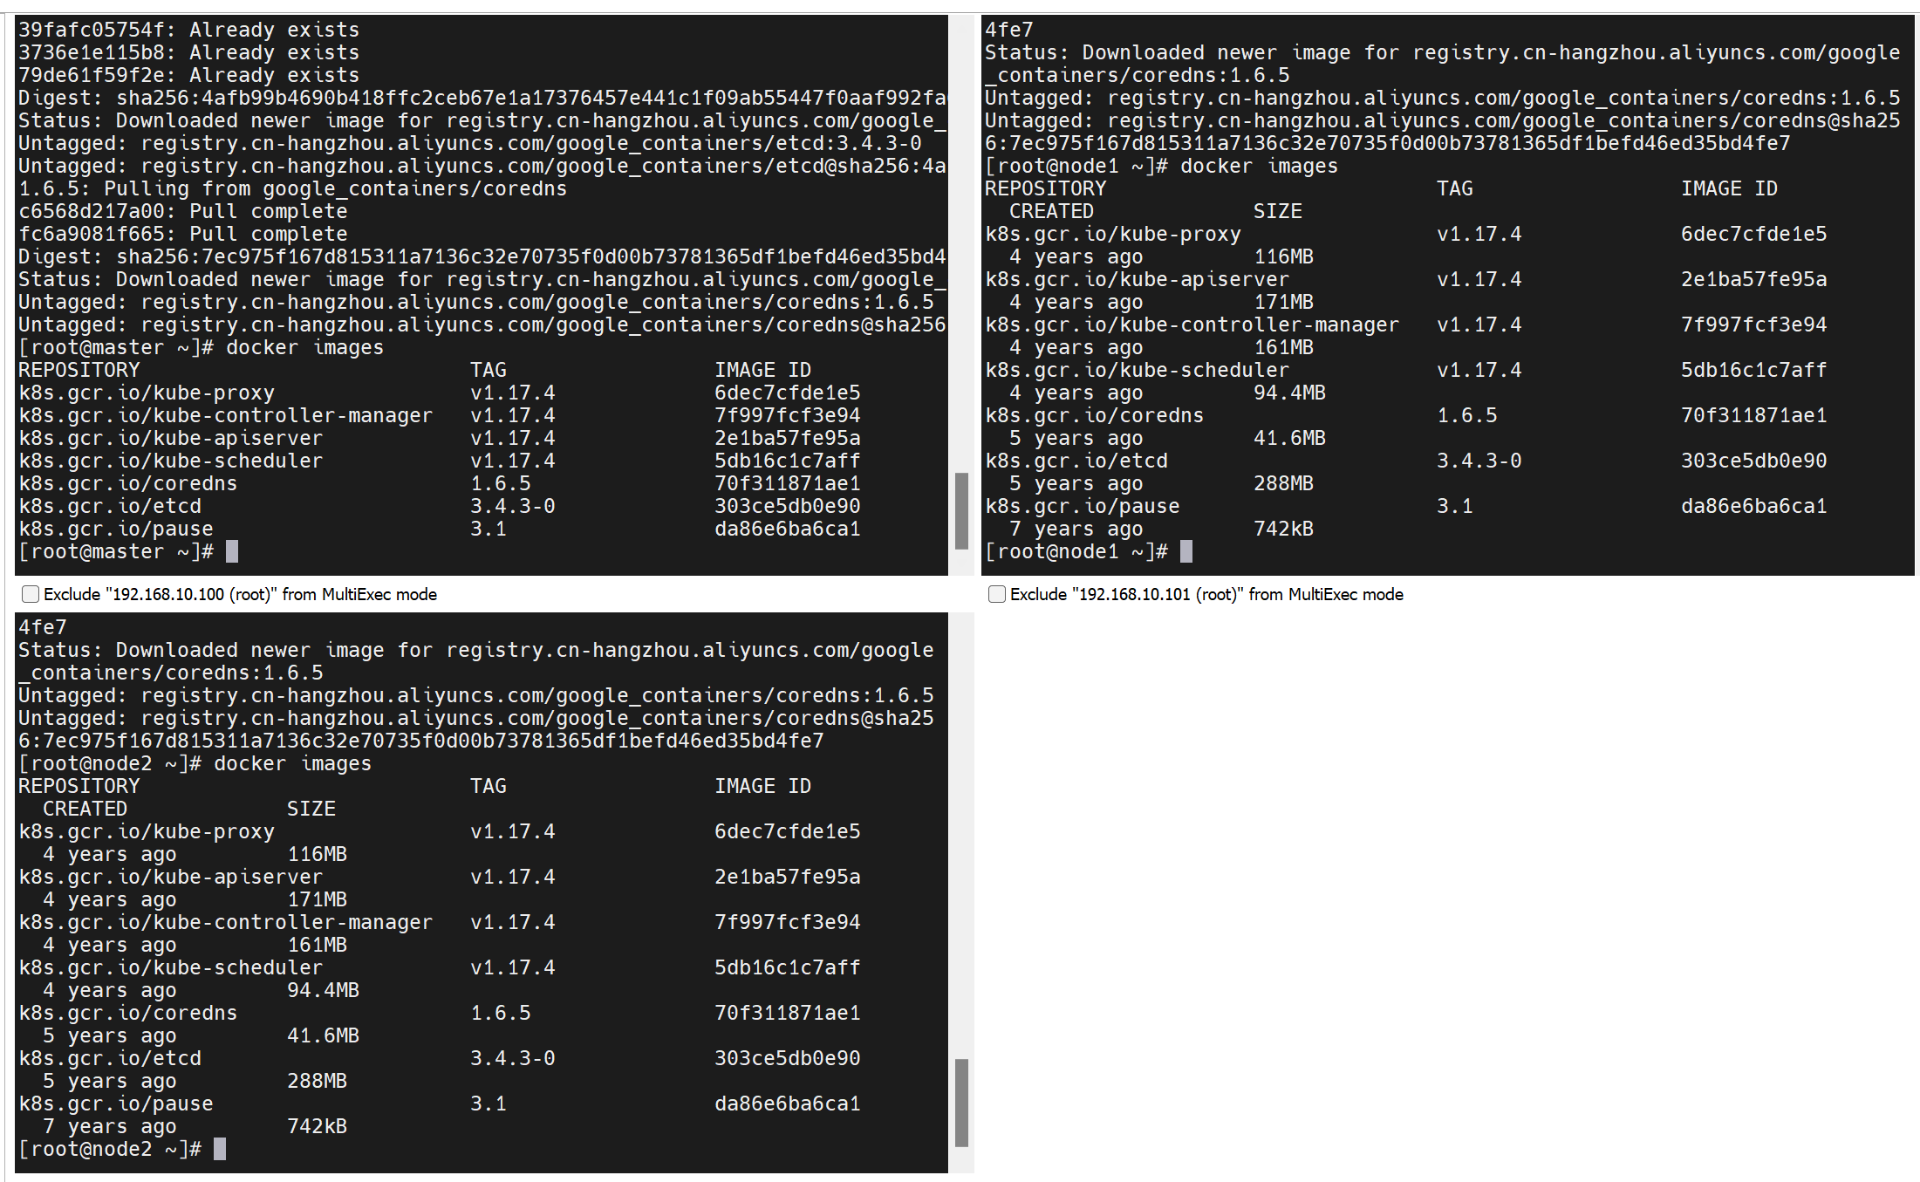 39fafc05754f: Already exists
3736e1e115b8: Already exists
79de61f59f2e: Already exists
Digest: sha256:4afb99b4690b418ffc2ceb67e1a17376457e441c1f09ab55447f0aaf992fa
Status: Downloaded newer image for registry.cn-hangzhou.aliyuncs.com/google_
Untagged: registry.cn-hangzhou.aliyuncs.com/google_containers/etcd:3.4.3-0
Untagged: registry.cn-hangzhou.aliyuncs.com/google_containers/etcd@sha256:4a
1.6.5: Pulling from google_containers/coredns
c6568d217a00: Pull complete
fc6a9081f665: Pull complete
Digest: sha256:7ec975f167d815311a7136c32e70735f0d00b73781365df1befd46ed35bd4
Status: Downloaded newer image for registry.cn-hangzhou.aliyuncs.com/google_
Untagged: registry.cn-hangzhou.aliyuncs.com/google_containers/coredns:1.6.5
Untagged: registry.cn-hangzhou.aliyuncs.com/google_containers/coredns@sha256
[root@master ~]# docker images
REPOSITORY TAG IMAGE ID
k8s.gcr.io/kube-proxy v1.17.4 6dec7cfde1e5
k8s.gcr.io/kube-controller-manager v1.17.4 7f997fcf3e94
k8s.gcr.io/kube-apiserver v1.17.4 2e1ba57fe95a
k8s.gcr.io/kube-scheduler v1.17.4 5db16c1c7aff
k8s.gcr.io/coredns 1.6.5 70f311871ae1
k8s.gcr.io/etcd 3.4.3-0 303ce5db0e90
k8s.gcr.io/pause 3.1 da86e6ba6ca1
[root@master ~]#
Exclude "192.168.10.100 (root)" from MultiExec mode
4fe7
Status: Downloaded newer image for registry.cn-hangzhou.aliyuncs.com/google
_containers/coredns:1.6.5
Untagged: registry.cn-hangzhou.aliyuncs.com/google_containers/coredns:1.6.5
Untagged: registry.cn-hangzhou.aliyuncs.com/google_containers/coredns@sha25
6:7ec975f167d815311a7136c32e70735f0d00b73781365df1befd46ed35bd4fe7
[root@node1 ~]# docker images
REPOSITORY TAG IMAGE ID
CREATED SIZE
k8s.gcr.io/kube-proxy v1.17.4 6dec7cfde1e5
4 years ago 116MB
k8s.gcr.io/kube-apiserver v1.17.4 2e1ba57fe95a
4 years ago 171MB
k8s.gcr.io/kube-controller-manager v1.17.4 7f997fcf3e94
4 years ago 161MB
k8s.gcr.io/kube-scheduler v1.17.4 5db16c1c7aff
4 years ago 94.4MB
k8s.gcr.io/coredns 1.6.5 70f311871ae1
5 years ago 41.6MB
k8s.gcr.io/etcd 3.4.3-0 303ce5db0e90
5 years ago 288MB
k8s.gcr.io/pause 3.1 da86e6ba6ca1
7 years ago 742kB
[root@node1 ~]#
Exclude "192.168.10.101 (root)" from MultiExec mode
4fe7
Status: Downloaded newer image for registry.cn-hangzhou.aliyuncs.com/google
_containers/coredns:1.6.5
Untagged: registry.cn-hangzhou.aliyuncs.com/google_containers/coredns:1.6.5
Untagged: registry.cn-hangzhou.aliyuncs.com/google_containers/coredns@sha25
6:7ec975f167d815311a7136c32e70735f0d00b73781365df1befd46ed35bd4fe7
[root@node2 ~]# docker images
REPOSITORY TAG IMAGE ID
CREATED SIZE
k8s.gcr.io/kube-proxy v1.17.4 6dec7cfde1e5
4 years ago 116MB
k8s.gcr.io/kube-apiserver v1.17.4 2e1ba57fe95a
4 years ago 171MB
k8s.gcr.io/kube-controller-manager v1.17.4 7f997fcf3e94
4 years ago 161MB
k8s.gcr.io/kube-scheduler v1.17.4 5db16c1c7aff
4 years ago 94.4MB
k8s.gcr.io/coredns 1.6.5 70f311871ae1
5 years ago 41.6MB
k8s.gcr.io/etcd 3.4.3-0 303ce5db0e90
5 years ago 288MB
k8s.gcr.io/pause 3.1 da86e6ba6ca1
7 years ago 742kB
[root@node2 ~]#